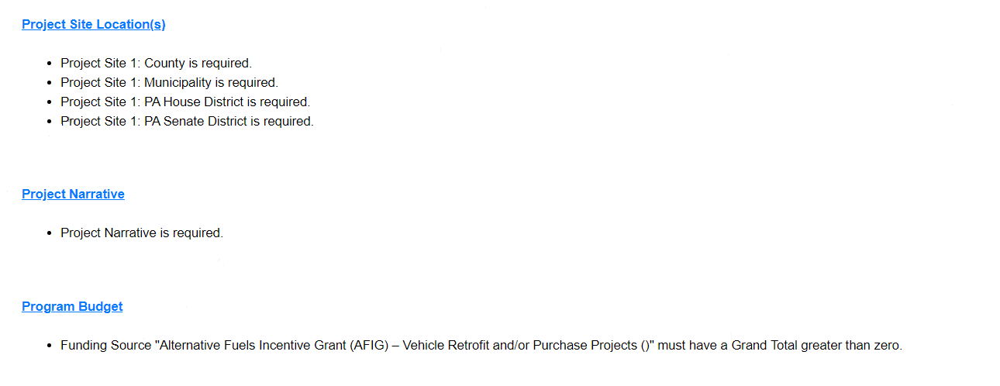 Project Site Location(s)
• Project Site 1: County is required.
• Project Site 1: Municipality is required.
• Project Site 1: PA House District is required.
• Project Site 1: PA Senate District is required.
Project Narrative
• Project Narrative is required.
Program Budget
• Funding Source "Alternative Fuels Incentive Grant (AFIG) – Vehicle Retrofit and/or Purchase Projects ()" must have a Grand Total greater than zero.